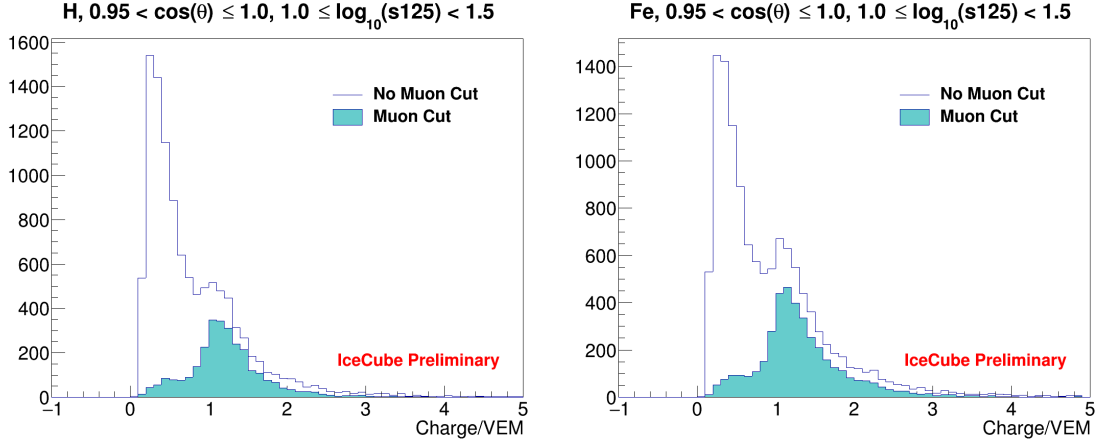 H, 0.95 < cos(θ) ≤ 1.0, 1.0 ≤ log10(s125) < 1.5
1600
1400
1200
1000
800
600
400
200
0
No Muon Cut
Muon Cut
IceCube Preliminary
−1 0 1 2 3 4 5
Charge/VEM
Fe, 0.95 < cos(θ) ≤ 1.0, 1.0 ≤ log10(s125) < 1.5
1400
1200
1000
800
600
400
200
0
No Muon Cut
Muon Cut
IceCube Preliminary
−1 0 1 2 3 4 5
Charge/VEM